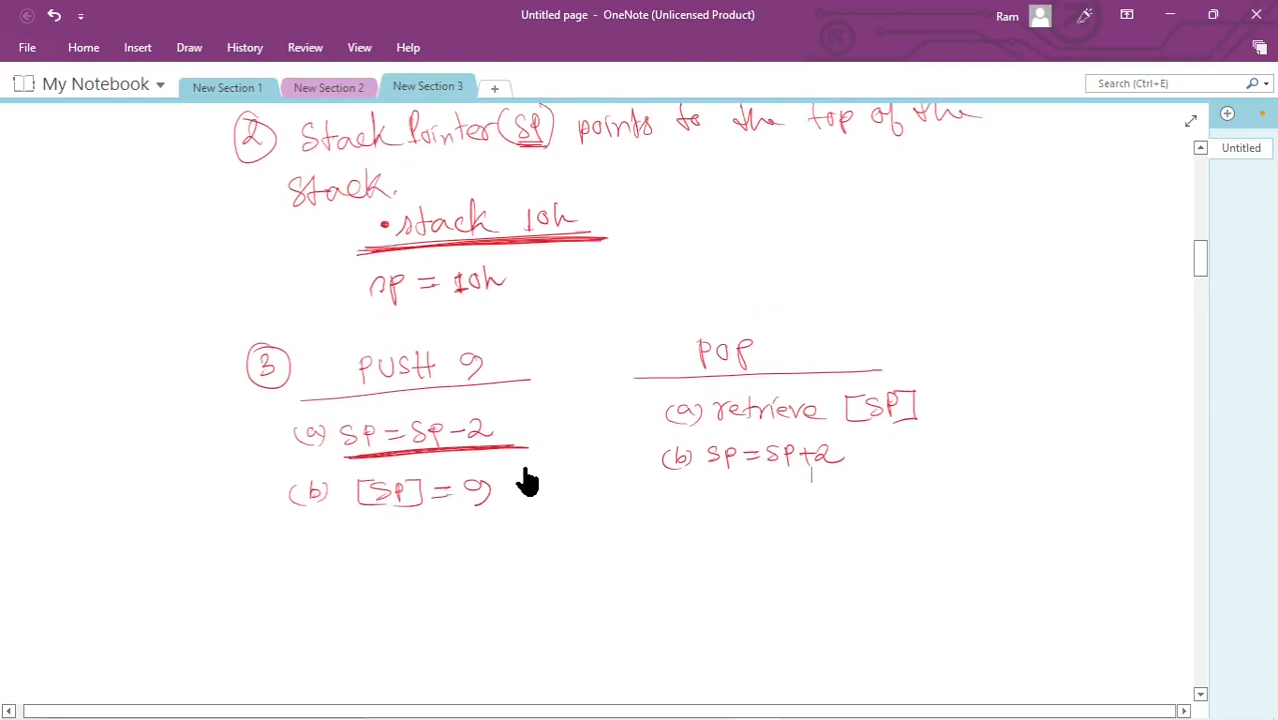 Untitled page - OneNote (Unlicensed Product)
Ram
File Home Insert Draw History Review View Help
My Notebook New Section 1 New Section 2 New Section 3 +
Search (Ctrl+E)
Untitled
② Stack Pointer (SP) points to the top of the
stack.
.stack 10h
sp = 10h
③ PUSH 9
(a) SP = SP-2
(b) [SP] = 9
POP
(a) retrieve [SP]
(b) SP = SP+2